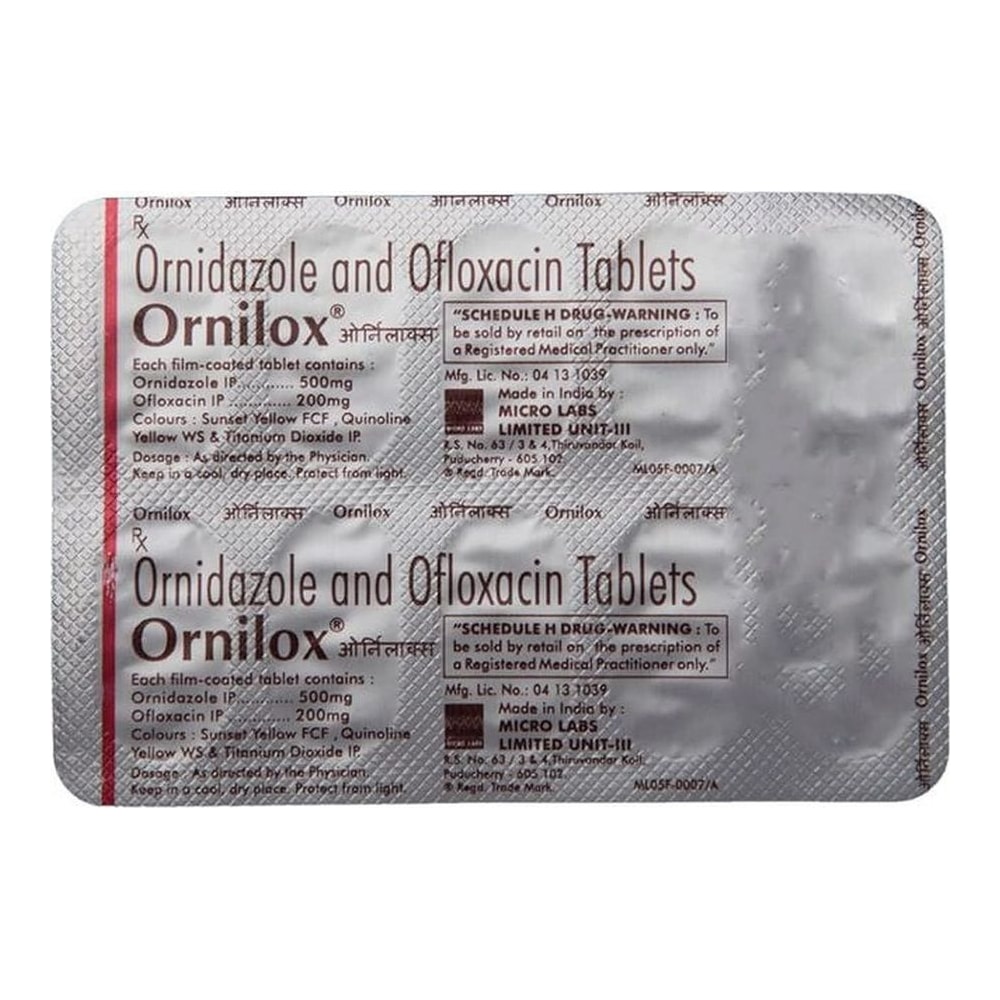 Ornilox ओर्निलाक्स Ornilox ओर्निलाक्स Ornilox ओर्निलाक्स
Rx
Ornidazole and Ofloxacin Tablets
Ornilox® ओर्निलाक्स
Each film-coated tablet contains :
Ornidazole IP............ 500mg
Ofloxacin IP ............ 200mg
Colours : Sunset Yellow FCF , Quinoline
Yellow WS & Titanium Dioxide IP.
Dosage : As directed by the Physician.
Keep in a cool, dry place. Protect from light.
"SCHEDULE H DRUG-WARNING : To
be sold by retail on the prescription of
a Registered Medical Practitioner only."
Mfg. Lic. No.: 04 13 1039
Made in India by :
MICRO LABS
LIMITED UNIT-III
MICRO LABS
R.S. No. 63 / 3 & 4,Thiruvandar Koil,
Puducherry - 605 102.
® Regd. Trade Mark.
ML05F-0007/A
Ornilox ओर्निलाक्स Ornilox ओर्निलाक्स Ornilox ओर्निलाक्स
Rx
Ornidazole and Ofloxacin Tablets
Ornilox® ओर्निलाक्स
Each film-coated tablet contains :
Ornidazole IP............ 500mg
Ofloxacin IP ............ 200mg
Colours : Sunset Yellow FCF , Quinoline
Yellow WS & Titanium Dioxide IP.
Dosage : As directed by the Physician.
Keep in a cool, dry place. Protect from light.
"SCHEDULE H DRUG-WARNING : To
be sold by retail on the prescription of
a Registered Medical Practitioner only."
Mfg. Lic. No.: 04 13 1039
Made in India by :
MICRO LABS
LIMITED UNIT-III
MICRO LABS
R.S. No. 63 / 3 & 4,Thiruvandar Koil,
Puducherry - 605 102.
® Regd. Trade Mark.
ML05F-0007/A
ओर्निलाक्स Ornilox ओर्निलाक्स Ornilox ओर्निलाक्स Ornilox ओर्निलाक्स